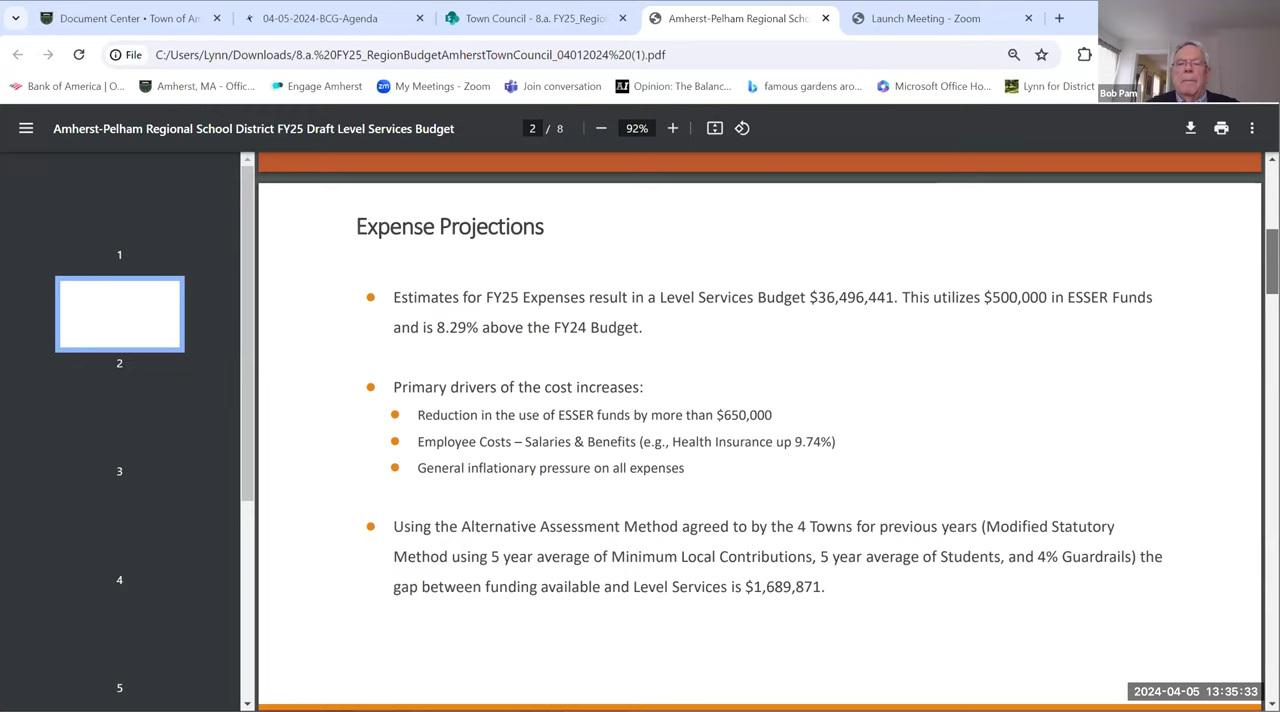 Document Center • Town of Am
04-05-2024-BCG-Agenda
Town Council - 8.a. FY25_Regio
Amherst-Pelham Regional Scho
Launch Meeting - Zoom
File
C:/Users/Lynn/Downloads/8.a.%20FY25_RegionBudgetAmherstTownCouncil_04012024%20(1).pdf
Bank of America | O...
Amherst, MA - Offic...
Engage Amherst
zm
My Meetings - Zoom
Join conversation
Opinion: The Balanc...
famous gardens aro...
Microsoft Office Ho...
Lynn for District
Bob Pam
Amherst-Pelham Regional School District FY25 Draft Level Services Budget
2 / 8
92%
1
2
3
4
5
Expense Projections
Estimates for FY25 Expenses result in a Level Services Budget $36,496,441. This utilizes $500,000 in ESSER Funds
and is 8.29% above the FY24 Budget.
Primary drivers of the cost increases:
Reduction in the use of ESSER funds by more than $650,000
Employee Costs – Salaries & Benefits (e.g., Health Insurance up 9.74%)
General inflationary pressure on all expenses
Using the Alternative Assessment Method agreed to by the 4 Towns for previous years (Modified Statutory
Method using 5 year average of Minimum Local Contributions, 5 year average of Students, and 4% Guardrails) the
gap between funding available and Level Services is $1,689,871.
2024-04-05 13:35:33